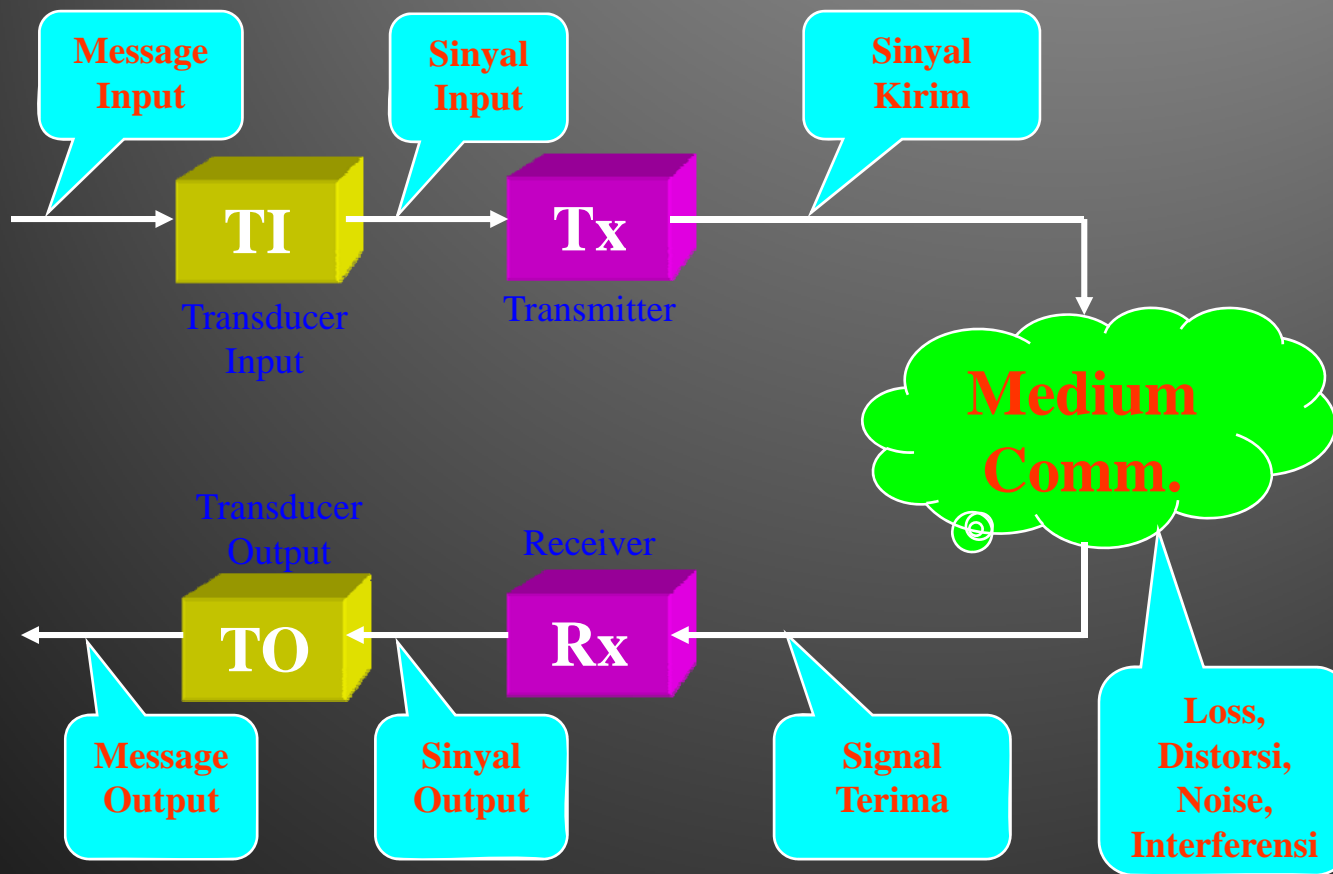 Message
Input
Sinyal
Input
Sinyal
Kirim
TI
Tx
Transducer
Input
Transmitter
Medium
Comm.
Transducer
Output
Receiver
TO
Rx
Message
Output
Sinyal
Output
Signal
Terima
Loss,
Distorsi,
Noise,
Interferensi